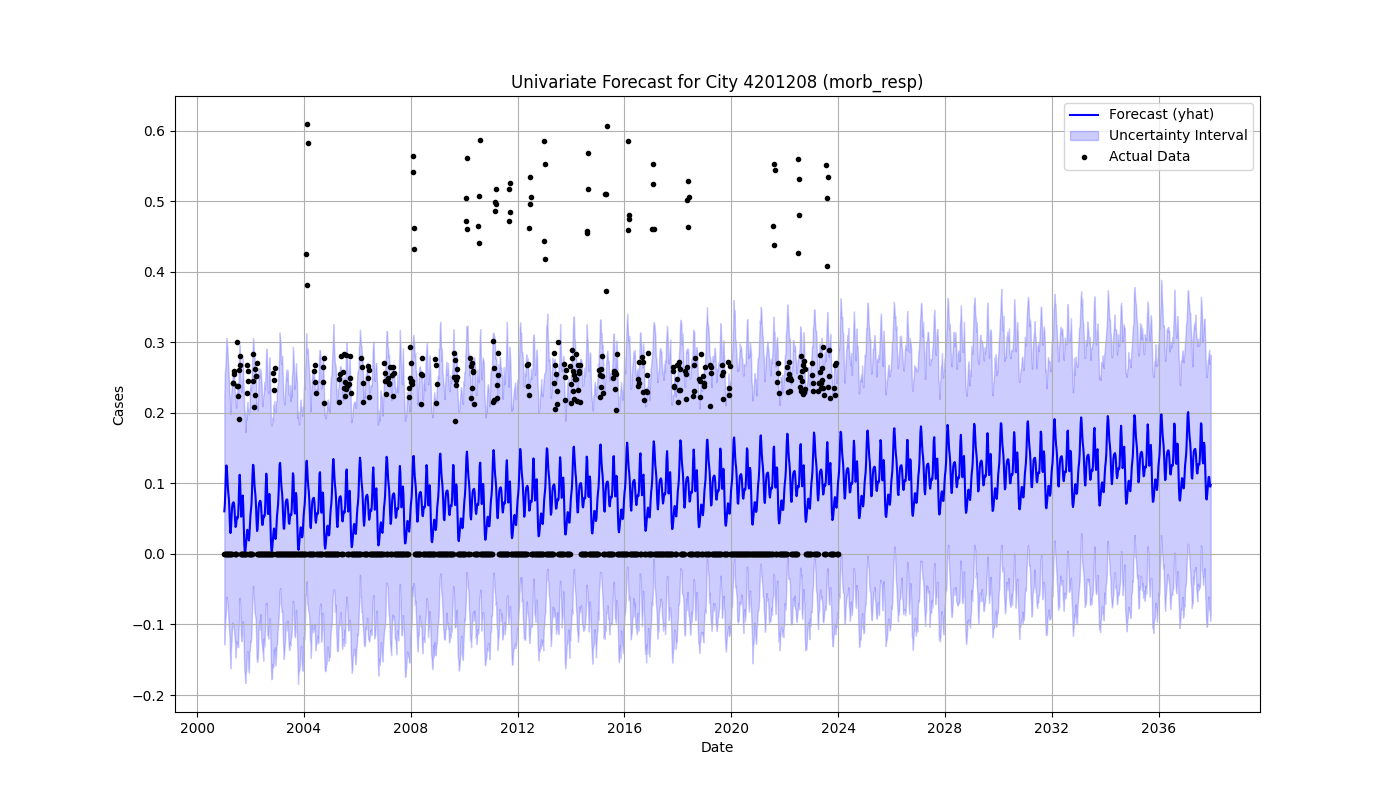 Univariate Forecast for City 4201208 (morb_resp)
Forecast (yhat)
Uncertainty Interval
Actual Data
Cases
0.6
0.5
0.4
0.3
0.2
0.1
0.0
−0.1
−0.2
2000 2004 2008 2012 2016 2020 2024 2028 2032 2036
Date